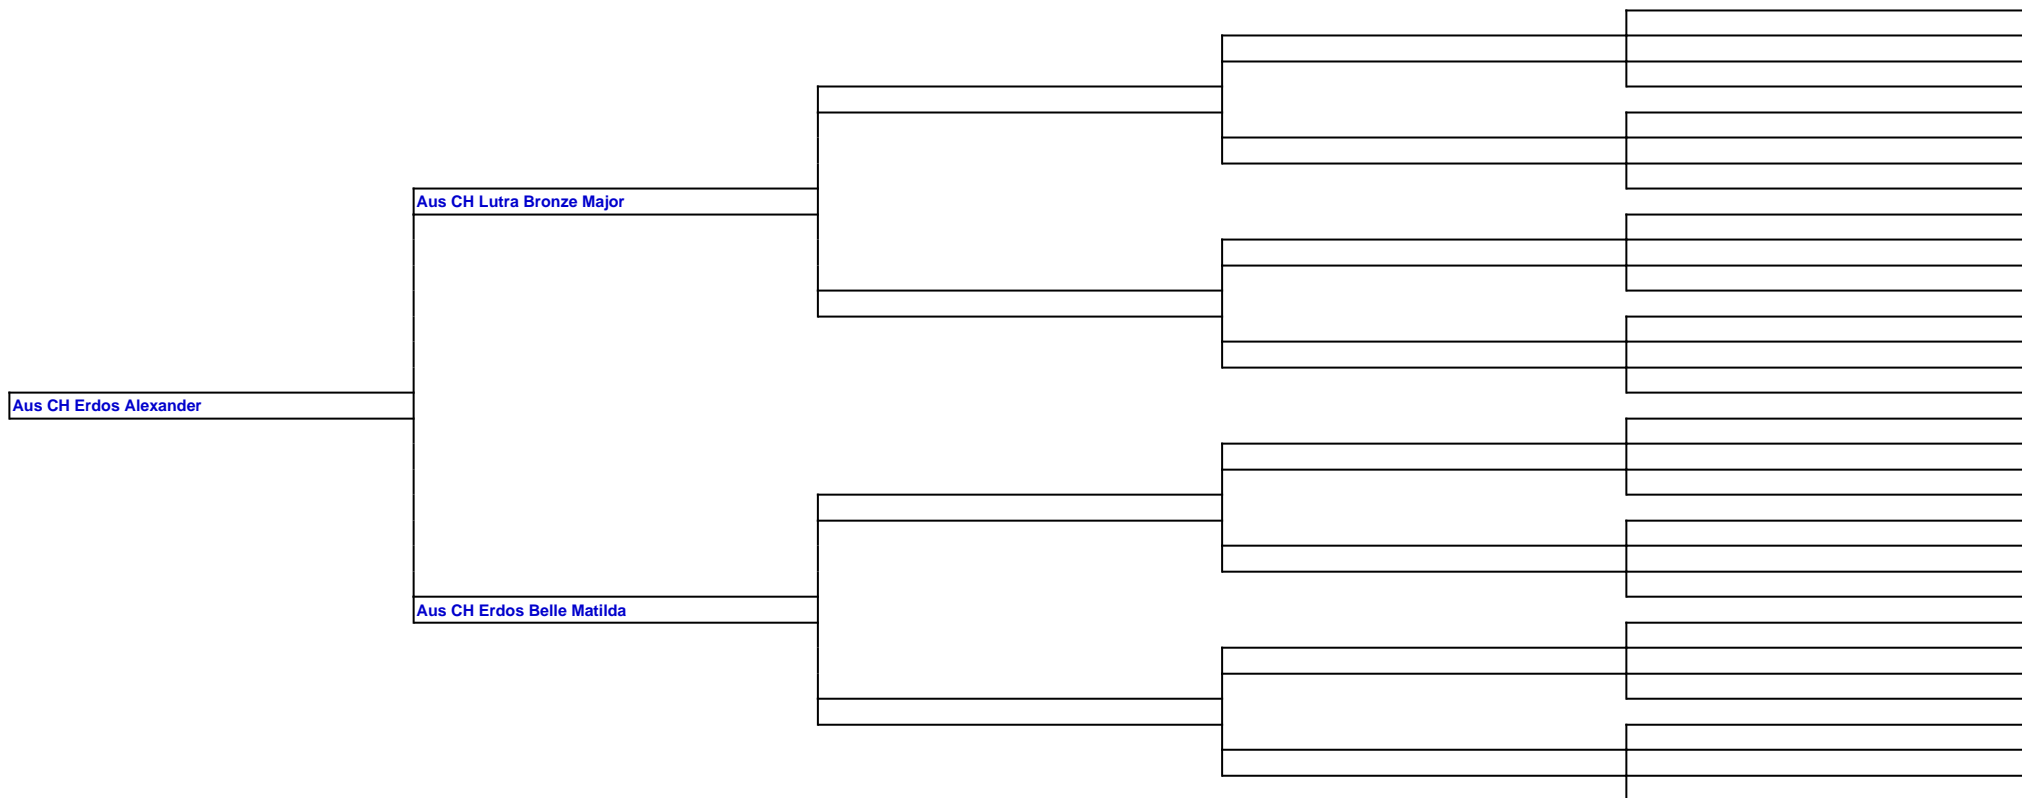 Aus CH Lutra Bronze Major
Aus CH Erdos Alexander
Aus CH Erdos Belle Matilda